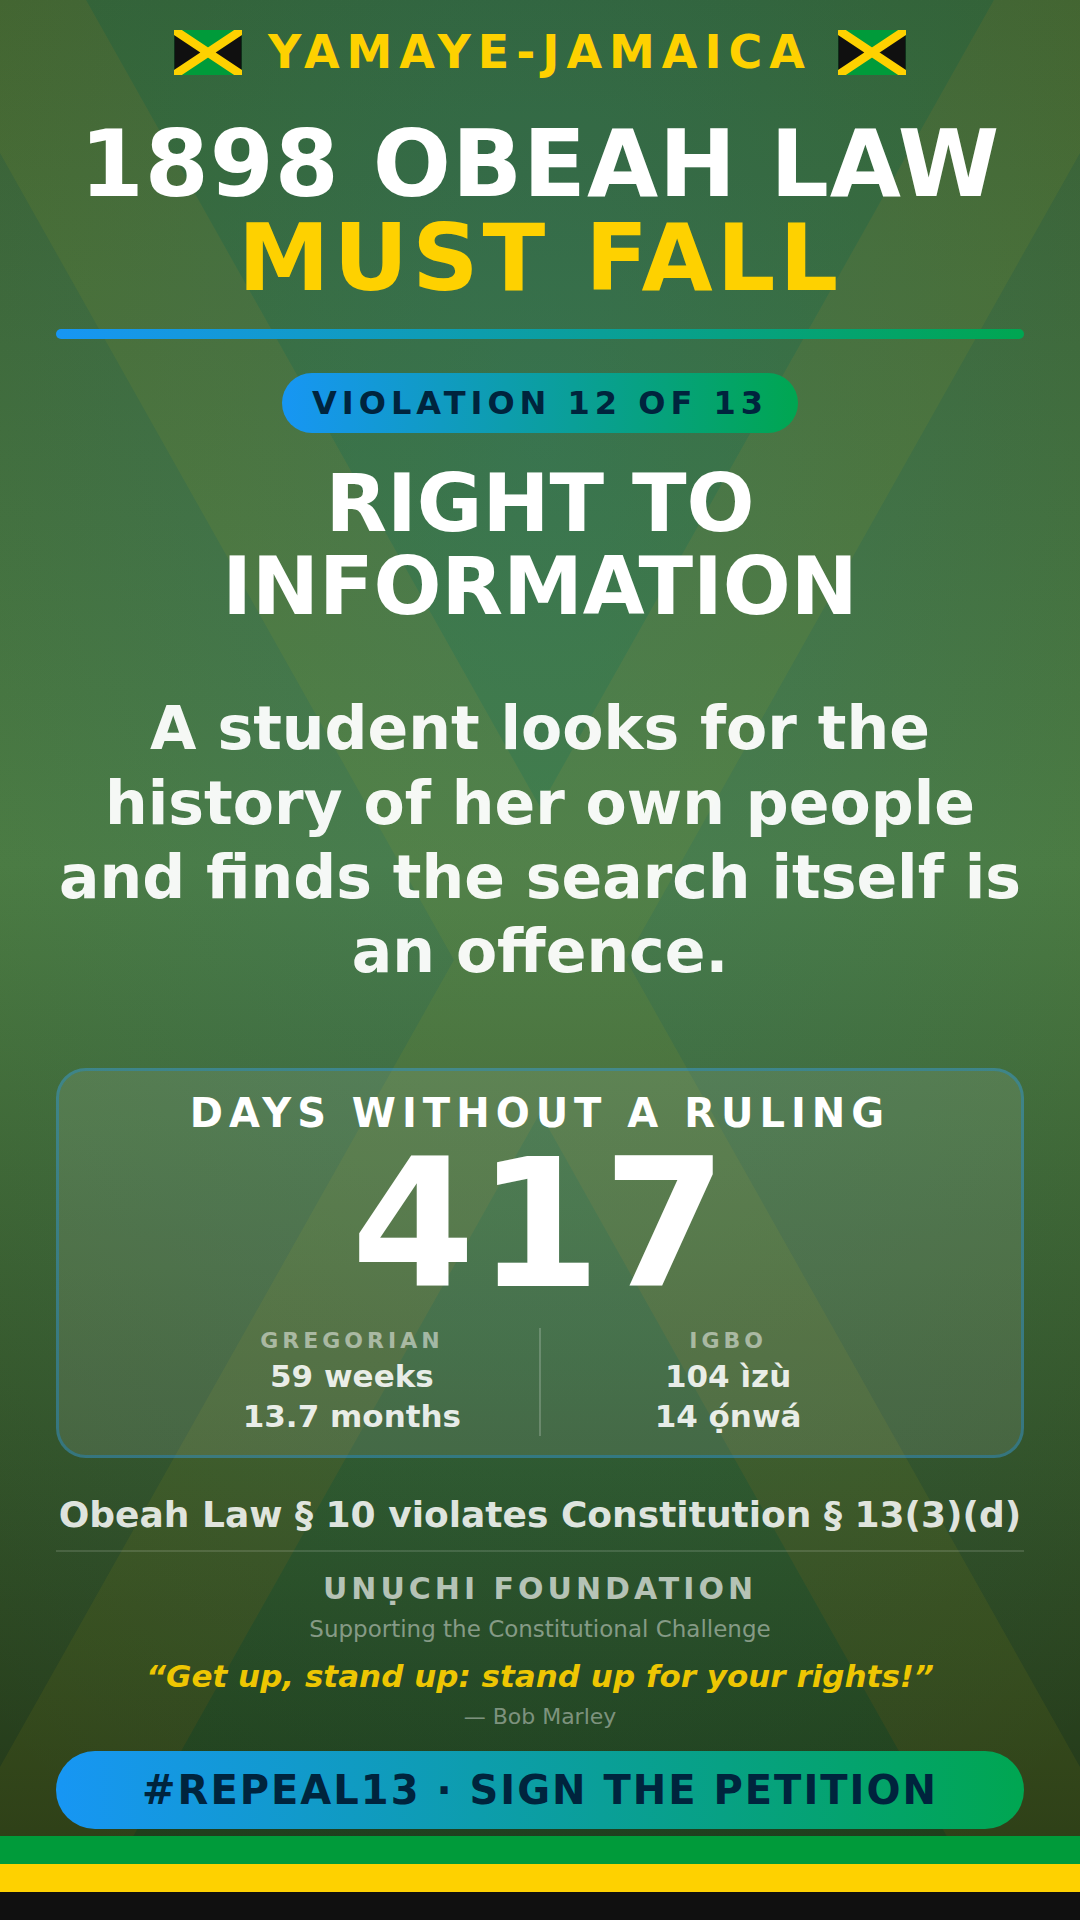 YAMAYE-JAMAICA
1898 OBEAH LAW
MUST FALL
VIOLATION 12 OF 13
RIGHT TO
INFORMATION
A student looks for the
history of her own people
and finds the search itself is
an offence.
DAYS WITHOUT A RULING
417
GREGORIAN
59 weeks
13.7 months
IGBO
104 ìzù
14 ọ́nwá
Obeah Law § 10 violates Constitution § 13(3)(d)
UNỤCHI FOUNDATION
Supporting the Constitutional Challenge
“Get up, stand up: stand up for your rights!”
— Bob Marley
#REPEAL13 · SIGN THE PETITION